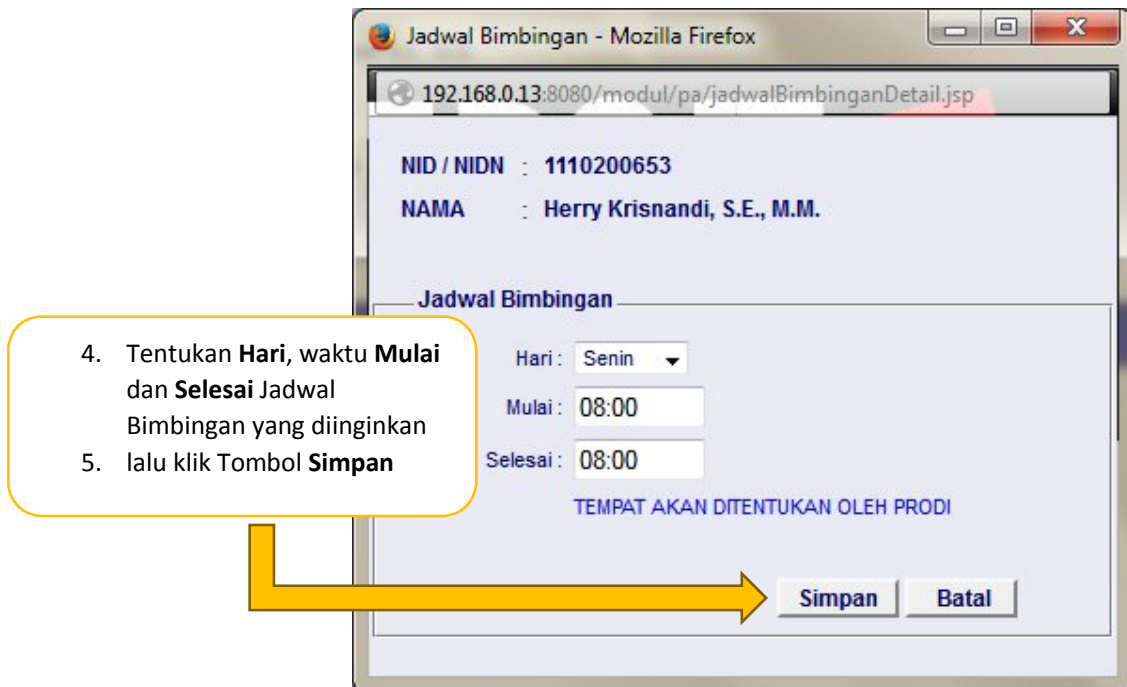 Jadwal Bimbingan - Mozilla Firefox
192.168.0.13:8080/modul/pa/jadwalBimbinganDetail.jsp
NID / NIDN : 1110200653
NAMA : Herry Krisnandi, S.E., M.M.
Jadwal Bimbingan
4. Tentukan Hari, waktu Mulai
dan Selesai Jadwal
Bimbingan yang diinginkan
5. lalu klik Tombol Simpan
Hari : Senin
Mulai : 08:00
Selesai : 08:00
TEMPAT AKAN DITENTUKAN OLEH PRODI
Simpan Batal